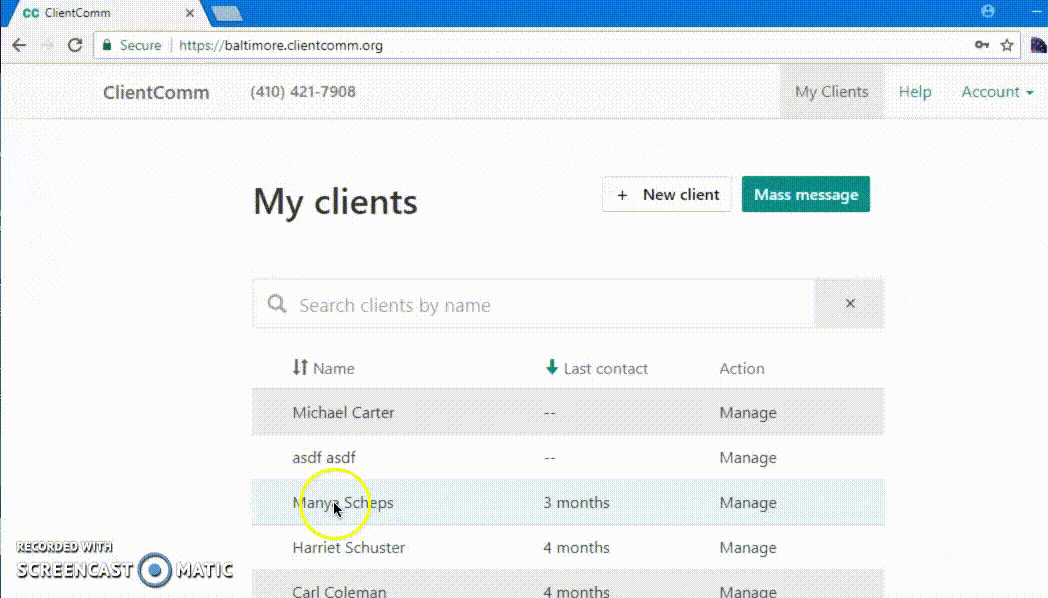 CC ClientComm ×
Secure | https://baltimore.clientcomm.org
ClientComm (410) 421-7908 My Clients Help Account
My clients
+ New client
Mass message
Search clients by name ×
Name Last contact Action
Michael Carter -- Manage
asdf asdf -- Manage
Manya Scheps 3 months Manage
Harriet Schuster 4 months Manage
Carl Coleman 4 months Manage
RECORDED WITH
SCREENCAST MATIC